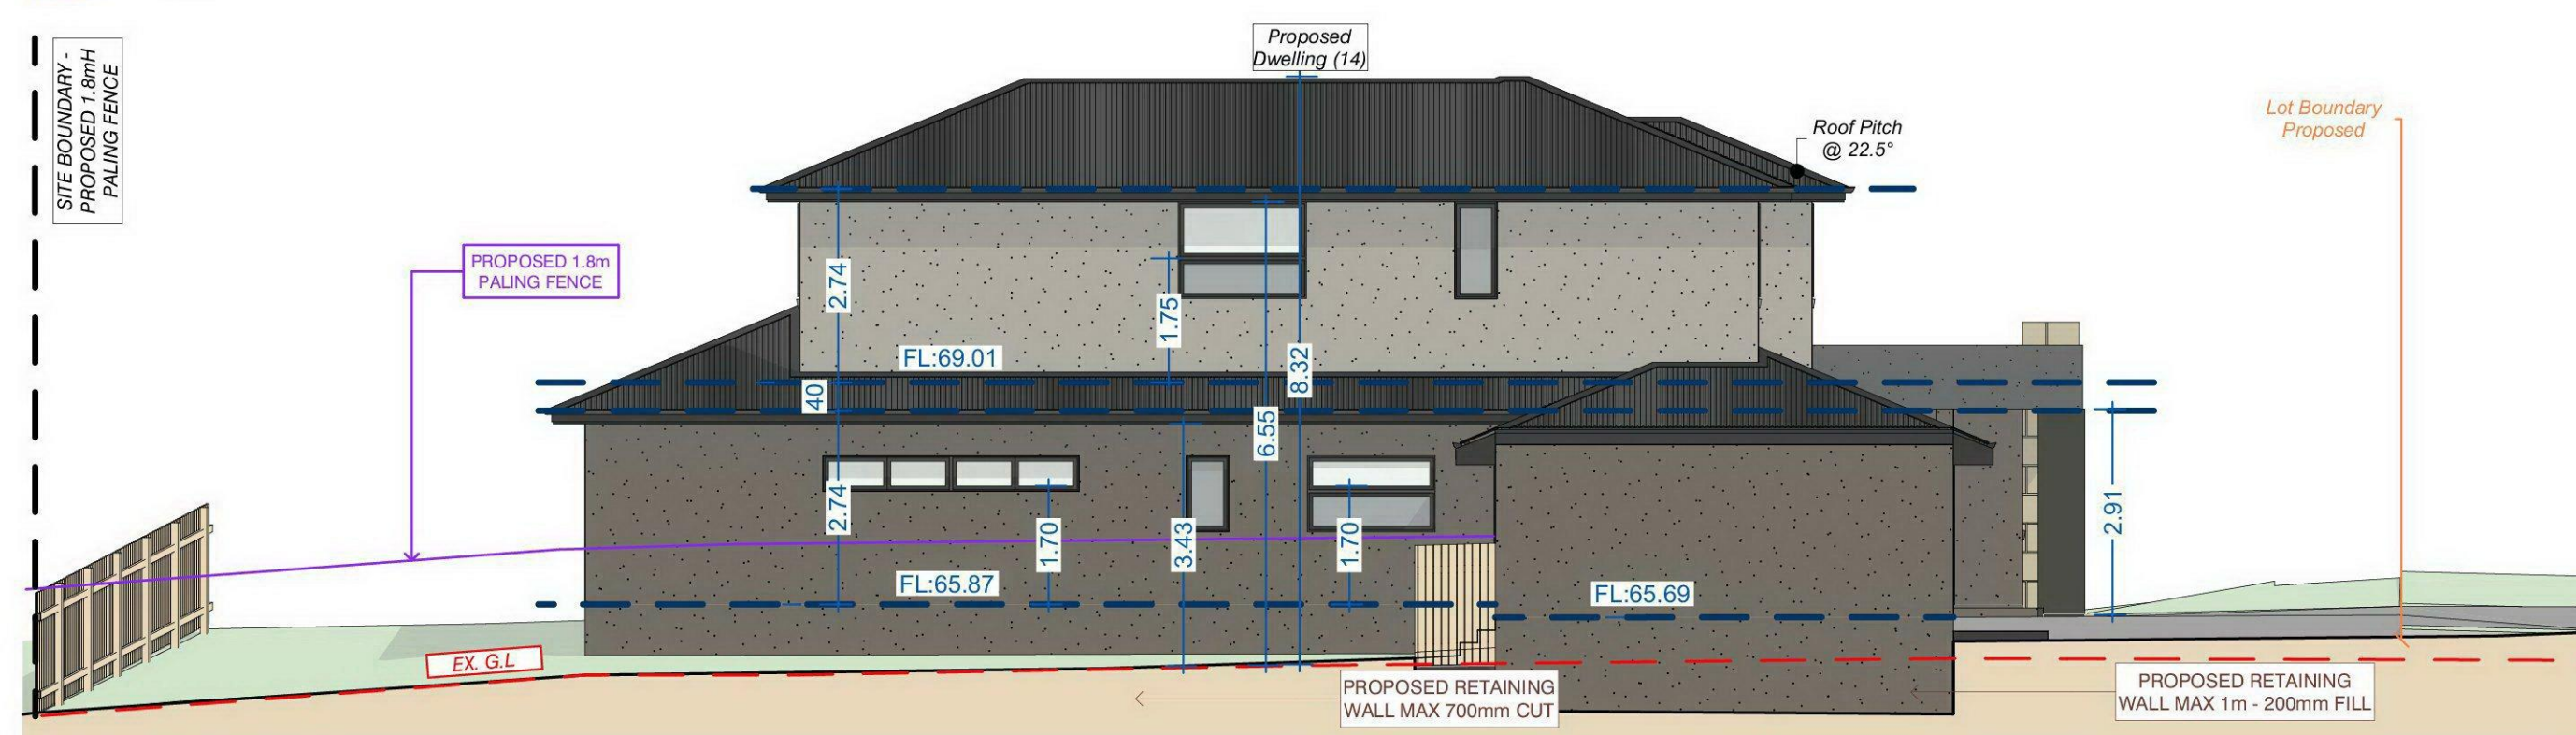 SITE BOUNDARY -
PROPOSED 1.8mH
PALING FENCE
Proposed
Dwelling (14)
Roof Pitch
@ 22.5°
Lot Boundary
Proposed
PROPOSED 1.8m
PALING FENCE
2.74
1.75
FL:69.01
8.32
40
6.55
2.74
1.70
3.43
1.70
2.91
FL:65.87
FL:65.69
EX. G.L
PROPOSED RETAINING
WALL MAX 700mm CUT
PROPOSED RETAINING
WALL MAX 1m - 200mm FILL